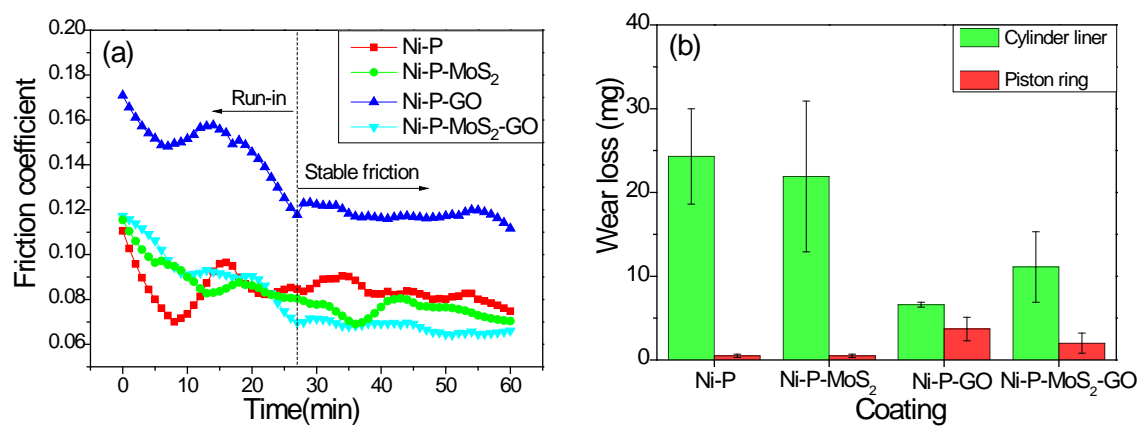 (a)
Ni-P
Ni-P-MoS₂
Ni-P-GO
Ni-P-MoS₂-GO
Run-in
Stable friction
Friction coefficient
0.20
0.18
0.16
0.14
0.12
0.10
0.08
0.06
0 10 20 30 40 50 60
Time(min)
(b)
Cylinder liner
Piston ring
Wear loss (mg)
40
30
20
10
0
Ni-P Ni-P-MoS₂ Ni-P-GO Ni-P-MoS₂-GO
Coating